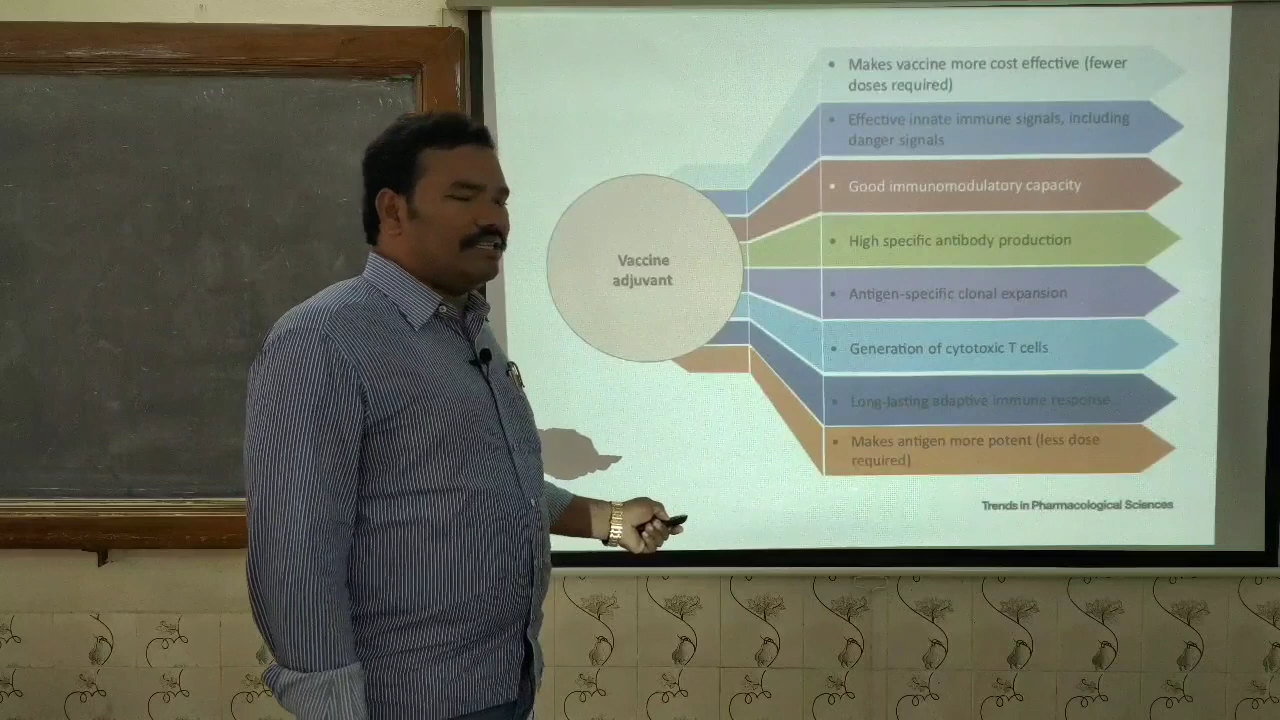 • Makes vaccine more cost effective (fewer
doses required)
• Effective innate immune signals, including
danger signals
• Good immunomodulatory capacity
• High specific antibody production
Vaccine
adjuvant
• Antigen-specific clonal expansion
• Generation of cytotoxic T cells
• Long-lasting adaptive immune response
• Makes antigen more potent (less dose
required)
Trends in Pharmacological Sciences